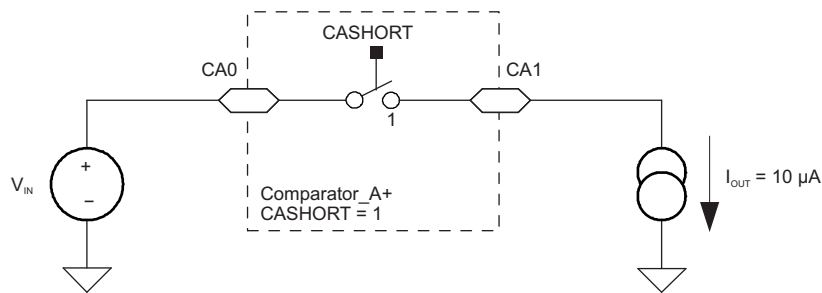 CASHORT
CA0
CA1
1
+
−
V_IN
I_OUT = 10 µA
Comparator_A+
CASHORT = 1